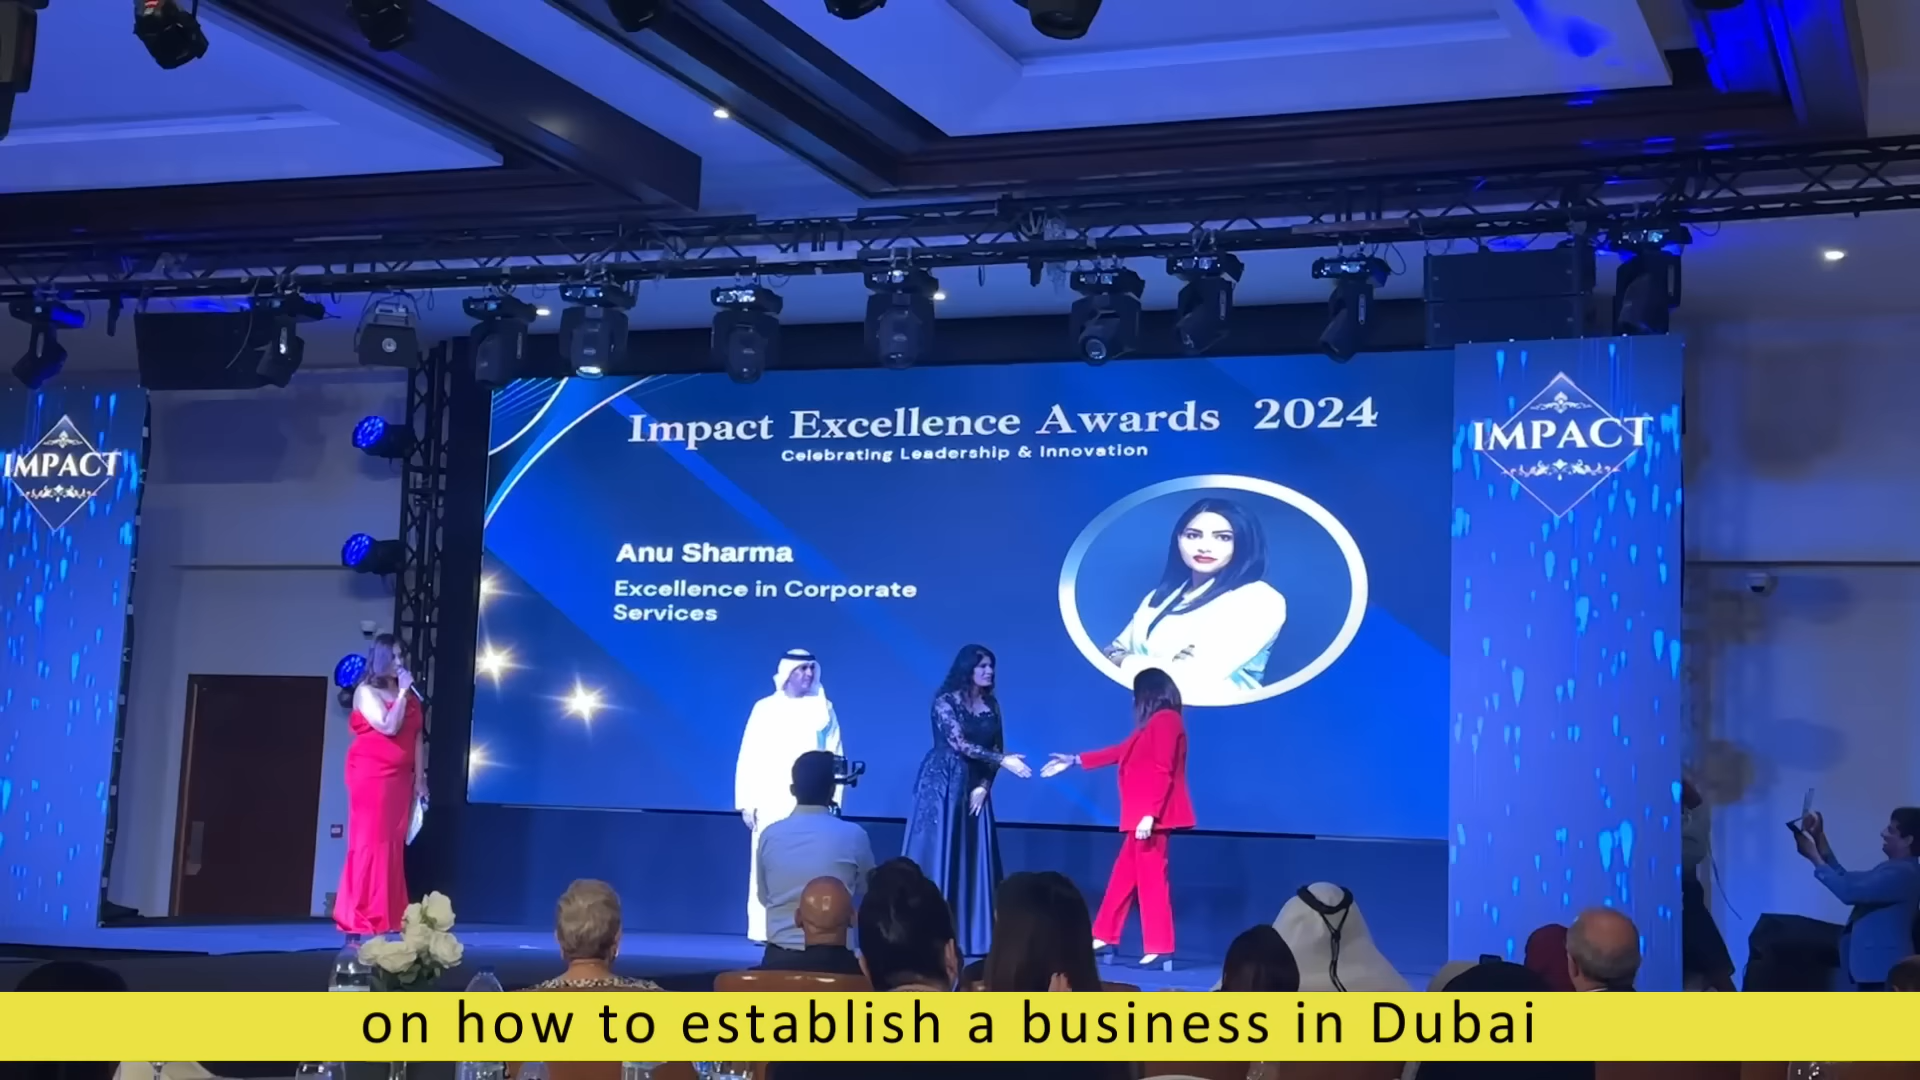 Impact Excellence Awards 2024
Celebrating Leadership & Innovation
IMPACT
IMPACT
Anu Sharma
Excellence in Corporate
Services
on how to establish a business in Dubai